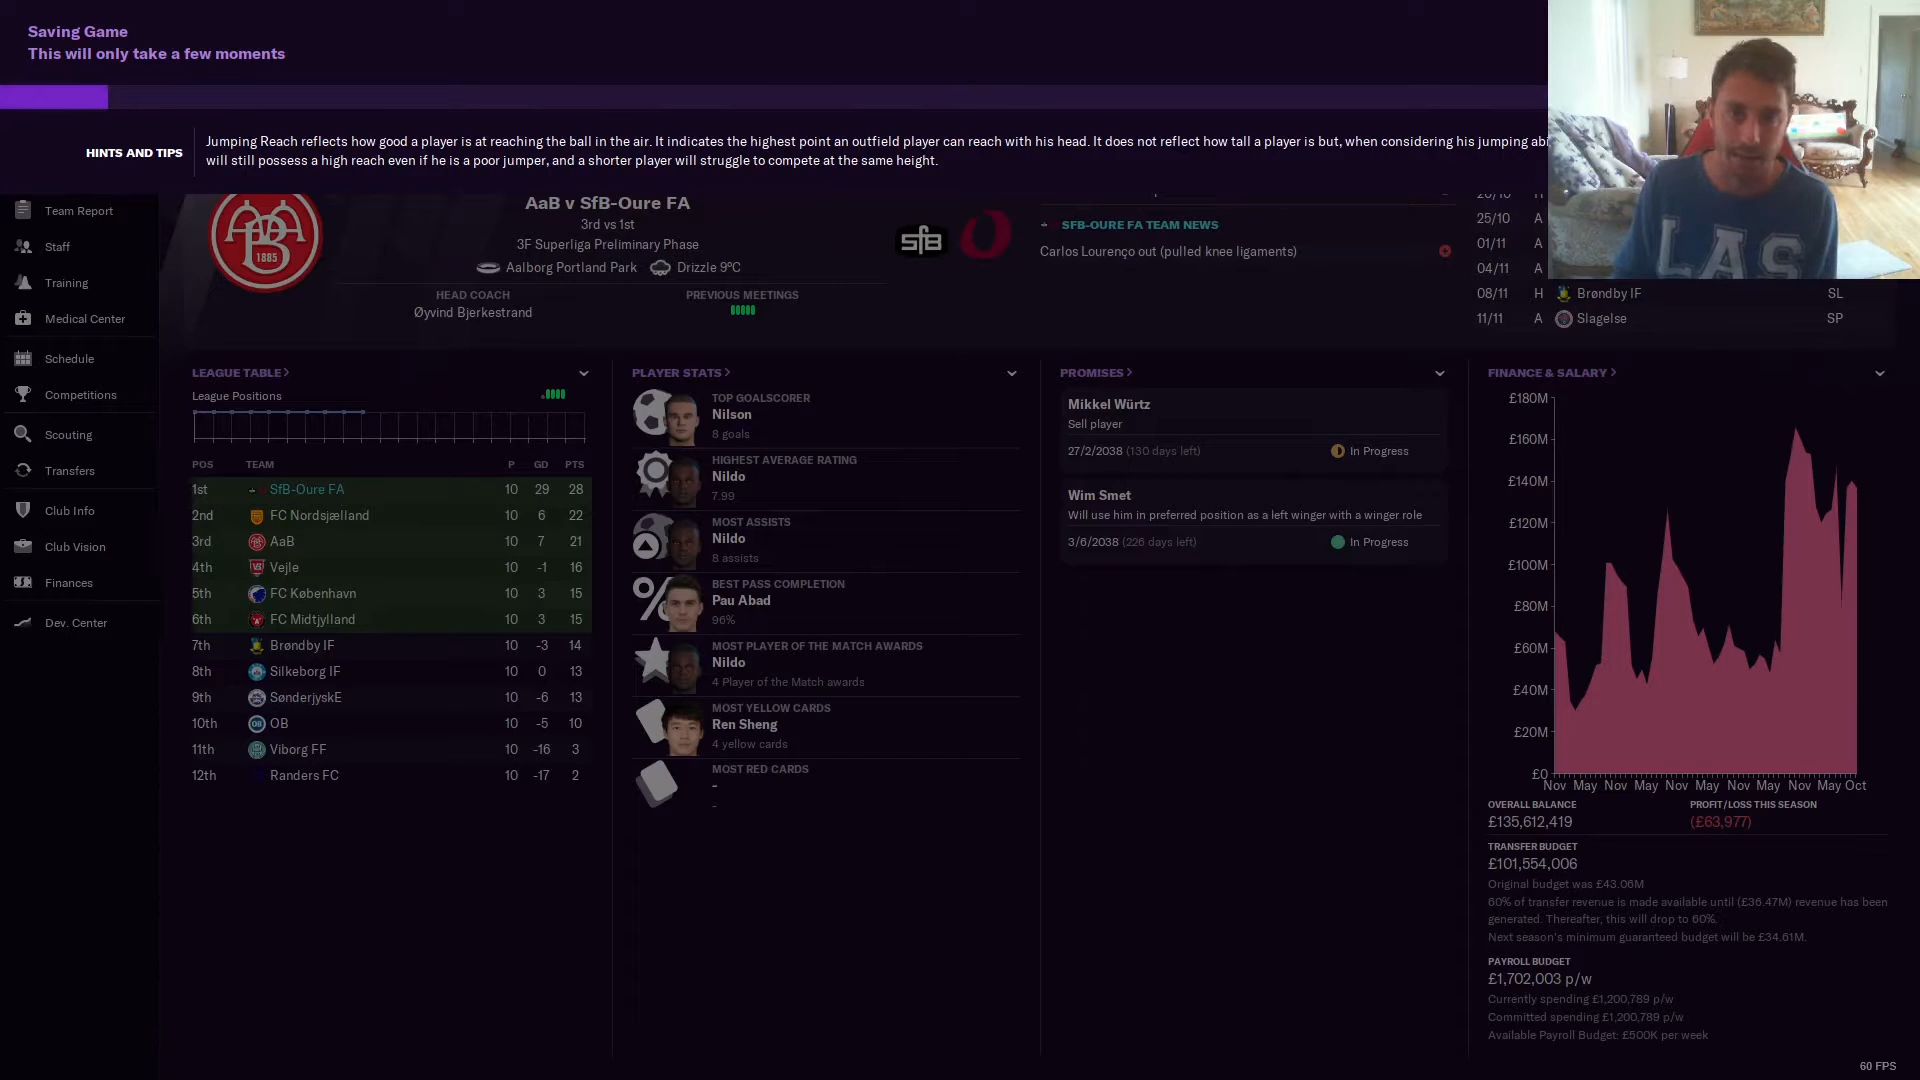 Saving Game
This will only take a few moments
HINTS AND TIPS
Jumping Reach reflects how good a player is at reaching the ball in the air. It indicates the highest point an outfield player can reach with his head. It does not reflect how tall a player is but, when considering his jumping
will still possess a high reach even if he is a poor jumper, and a shorter player will struggle to compete at the same height.
Team Report
Staff
Training
Medical Center
Schedule
Competitions
Scouting
Transfers
Club Info
Club Vision
Finances
Dev. Center
1885
AaB v SfB-Oure FA
3rd vs 1st
3F Superliga Preliminary Phase
Aalborg Portland Park Drizzle 9°C
HEAD COACH
Øyvind Bjerkestrand
PREVIOUS MEETINGS
sfB
SFB-OURE FA TEAM NEWS
Carlos Lourenço out (pulled knee ligaments)
25/10 A
01/11 A
04/11 A
08/11 H Brøndby IF SL
11/11 A Slagelse SP
LAS
LEAGUE TABLE
League Positions
POS TEAM P GD PTS
1st SfB-Oure FA 10 29 28
2nd FC Nordsjælland 10 6 22
3rd AaB 10 7 21
4th Vejle 10 -1 16
5th FC København 10 3 15
6th FC Midtjylland 10 3 15
7th Brøndby IF 10 -3 14
8th Silkeborg IF 10 0 13
9th SønderjyskE 10 -6 13
10th OB 10 -5 10
11th Viborg FF 10 -16 3
12th Randers FC 10 -17 2
PLAYER STATS
TOP GOALSCORER
Nilson
8 goals
HIGHEST AVERAGE RATING
Nildo
7.99
MOST ASSISTS
Nildo
8 assists
BEST PASS COMPLETION
Pau Abad
96%
MOST PLAYER OF THE MATCH AWARDS
Nildo
4 Player of the Match awards
MOST YELLOW CARDS
Ren Sheng
4 yellow cards
MOST RED CARDS
-
-
PROMISES
Mikkel Würtz
Sell player
27/2/2038 (130 days left) In Progress
Wim Smet
Will use him in preferred position as a left winger with a winger role
3/6/2038 (226 days left) In Progress
FINANCE & SALARY
£180M
£160M
£140M
£120M
£100M
£80M
£60M
£40M
£20M
£0
Nov May Nov May Nov May Nov May Nov May Oct
OVERALL BALANCE
£135,612,419
PROFIT/LOSS THIS SEASON
(£63,977)
TRANSFER BUDGET
£101,554,006
Original budget was £43.06M
60% of transfer revenue is made available until (£36.47M) revenue has been
generated. Thereafter, this will drop to 60%.
Next season's minimum guaranteed budget will be £34.61M.
PAYROLL BUDGET
£1,702,003 p/w
Currently spending £1,200,789 p/w
Committed spending £1,200,789 p/w
Available Payroll Budget: £500K per week
60 FPS